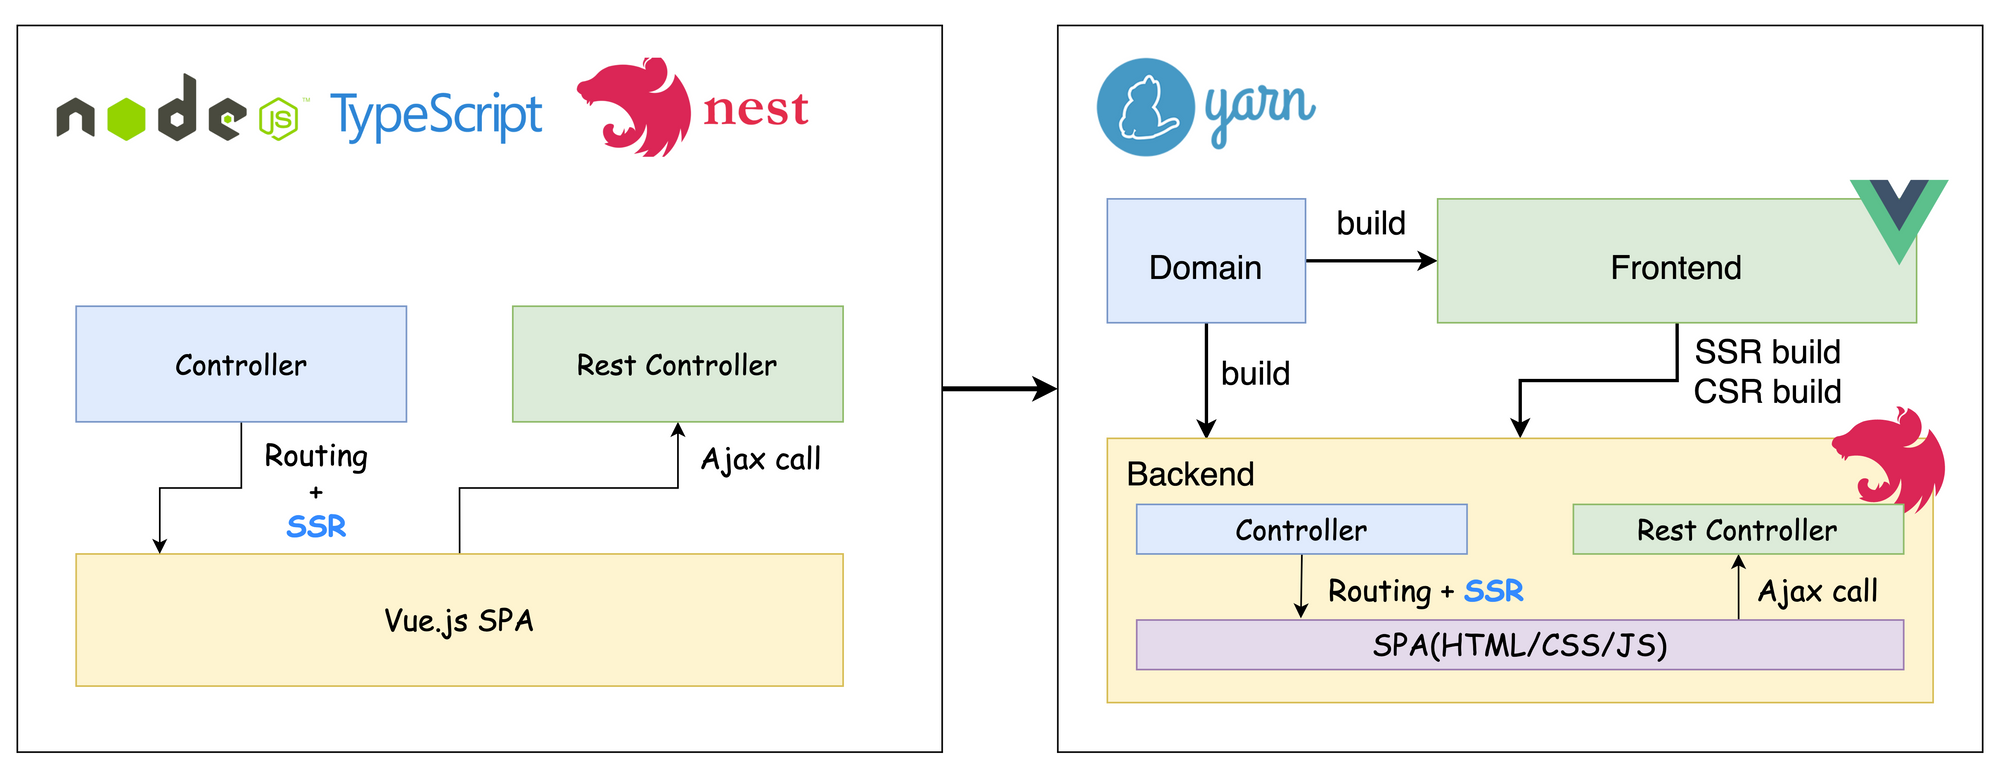 node
JS
TM
TypeScript
nest
Controller
Rest Controller
Routing
+
SSR
Ajax call
Vue.js SPA
yarn
Domain
build
Frontend
build
SSR build
CSR build
Backend
Controller
Rest Controller
Routing + SSR
Ajax call
SPA(HTML/CSS/JS)